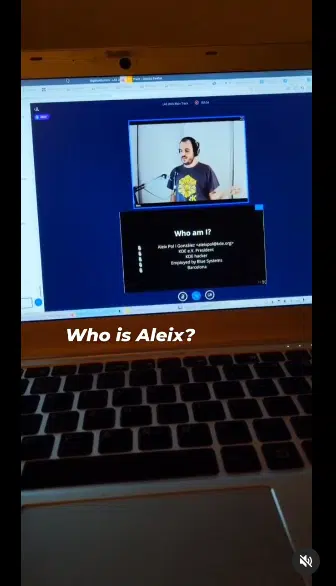 Who am I?
Aleix Pol i Gonzàlez <aleixpol@kde.org>
KDE e.V. President
KDE hacker
Employed by Blue Systems
Barcelona
Who is Aleix?